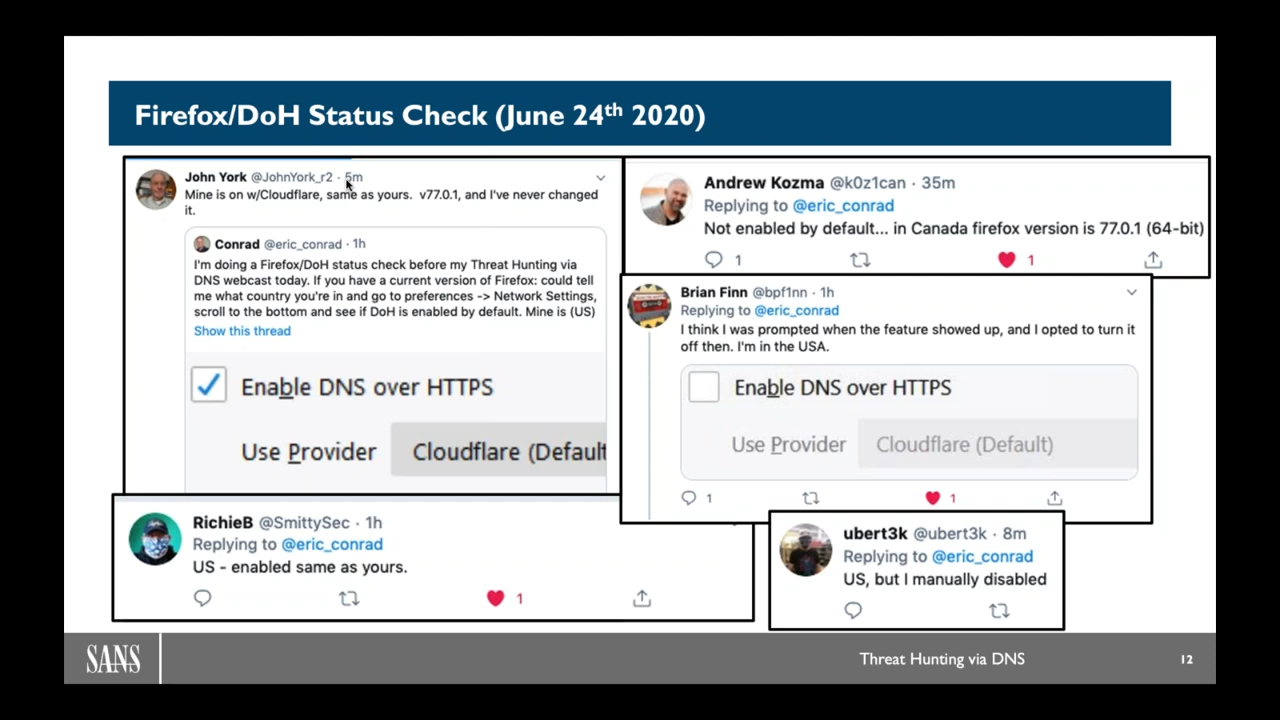 Firefox/DoH Status Check (June 24th 2020)
John York @JohnYork_r2 · 5m
Mine is on w/Cloudflare, same as yours.  v77.0.1, and I've never changed
it.
Conrad @eric_conrad · 1h
I'm doing a Firefox/DoH status check before my Threat Hunting via
DNS webcast today. If you have a current version of Firefox: could tell
me what country you're in and go to preferences -> Network Settings,
scroll to the bottom and see if DoH is enabled by default. Mine is (US)
Show this thread
Enable DNS over HTTPS
Use Provider Cloudflare (Default
Andrew Kozma @k0z1can · 35m
Replying to @eric_conrad
Not enabled by default... in Canada firefox version is 77.0.1 (64-bit)
1 1
Brian Finn @bpf1nn · 1h
Replying to @eric_conrad
I think I was prompted when the feature showed up, and I opted to turn it
off then. I'm in the USA.
Enable DNS over HTTPS
Use Provider Cloudflare (Default)
1 1
RichieB @SmittySec · 1h
Replying to @eric_conrad
US - enabled same as yours.
1
ubert3k @ubert3k · 8m
Replying to @eric_conrad
US, but I manually disabled
SANS
Threat Hunting via DNS
12